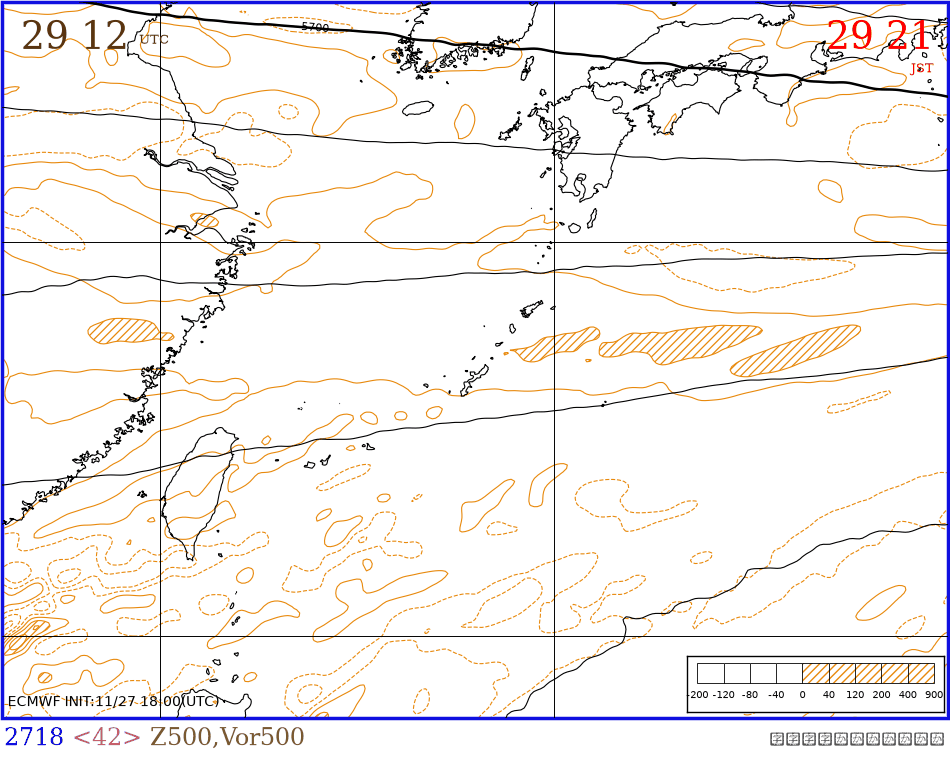 29 12 UTC
29 21 JST
5700
-200 -120 -80 -40 0 40 120 200 400 900
ECMWF INIT:11/27 18:00(UTC)
2718 <42> Z500,Vor500